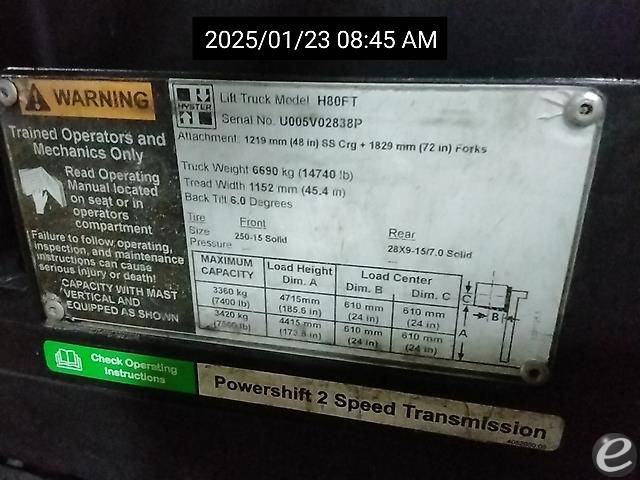 2025/01/23 08:45 AM
WARNING
Trained Operators and
Mechanics Only
Read Operating
Manual located
on seat or in
operators
compartment
Failure to follow operating,
inspection, and maintenance
instructions can cause
serious injury or death!
CAPACITY WITH MAST
VERTICAL AND
EQUIPPED AS SHOWN
HYSTER
Lift Truck Model H80FT
Serial No. U005V02838P
Attachment: 1219 mm (48 in) SS Crg + 1829 mm (72 in) Forks
Truck Weight 6690 kg (14740 lb)
Tread Width 1152 mm (45.4 in)
Back Tilt 6.0 Degrees
Tire Front Rear
Size 250-15 Solid 28X9-15/7.0 Solid
Pressure
MAXIMUM CAPACITY Load Height Dim. A Load Center Dim. B Dim. C
3360 kg 4715mm 610 mm 610 mm
(7400 lb) (185.6 in) (24 in) (24 in)
3420 kg 4415 mm 610 mm 610 mm
(173.8 in) (24 in) (24 in)
C
B
A
Check Operating
Instructions
Powershift 2 Speed Transmission
e